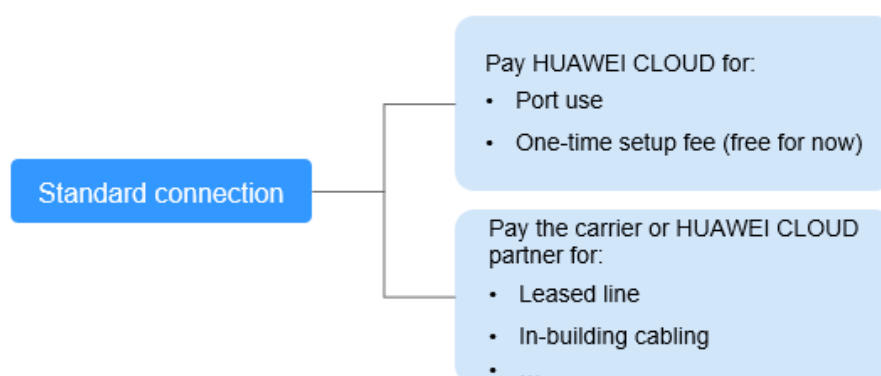 Standard connection
Pay HUAWEI CLOUD for:
• Port use
• One-time setup fee (free for now)
Pay the carrier or HUAWEI CLOUD
partner for:
• Leased line
• In-building cabling
• ...